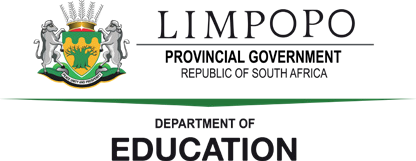 LIMPOPO
PROVINCIAL GOVERNMENT
REPUBLIC OF SOUTH AFRICA
DEPARTMENT OF
EDUCATION